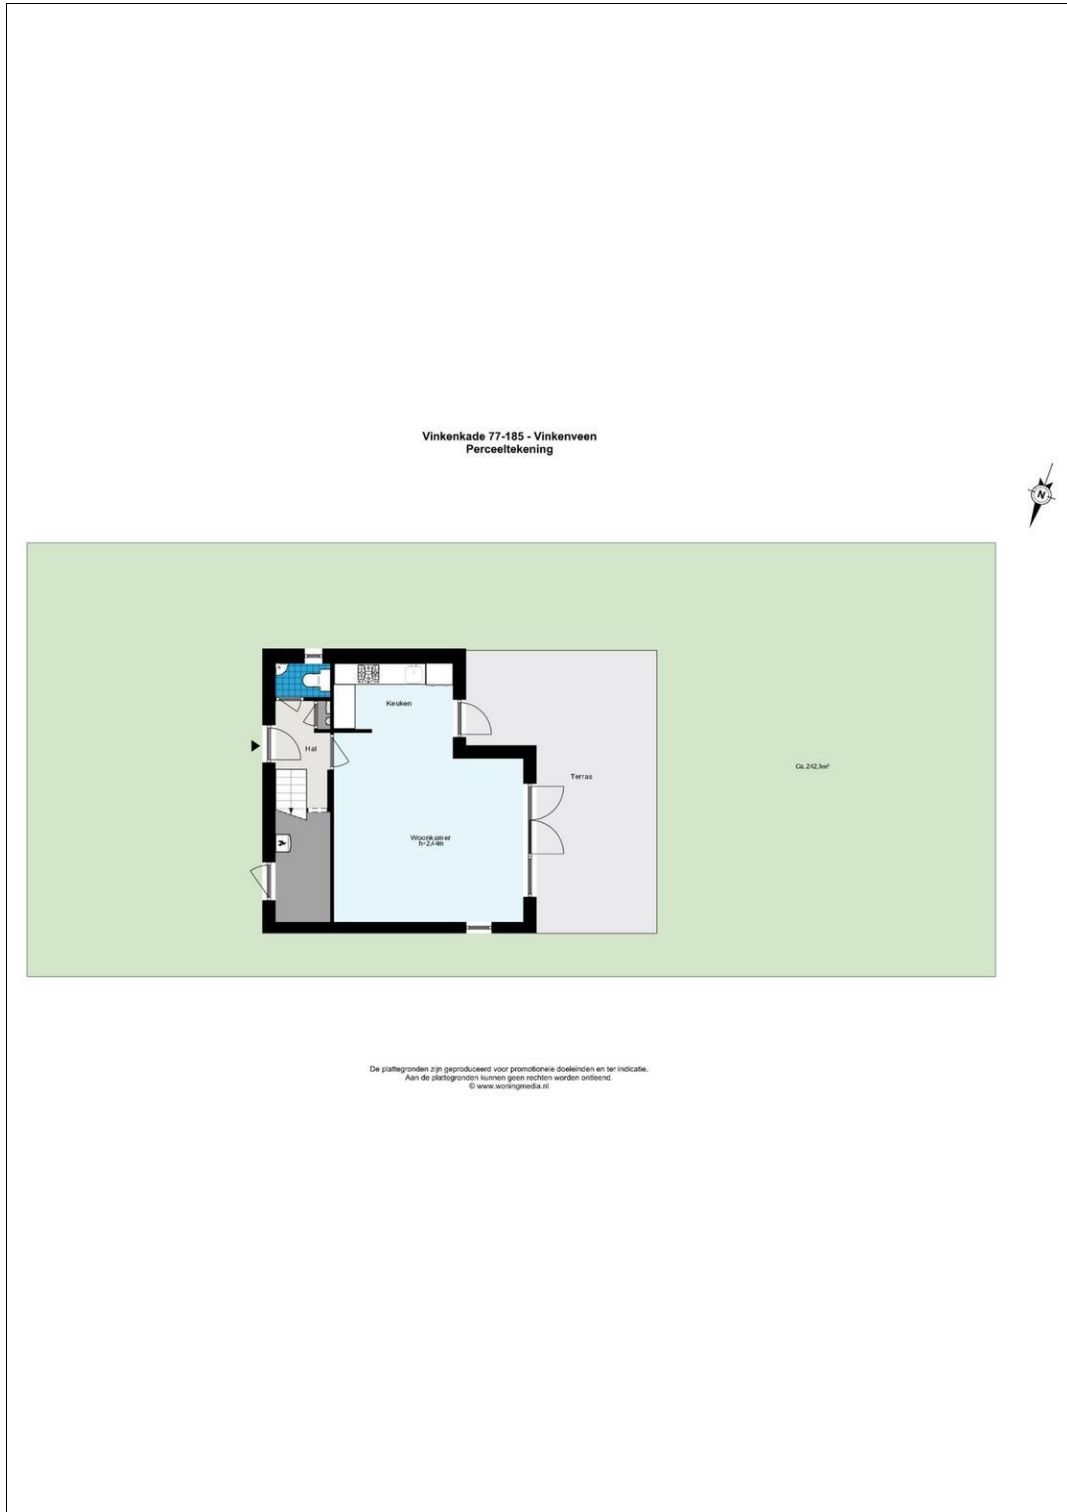 Vinkenkade 77-185 - Vinkenveen
Perceeltekening
N
Keuken
Hal
Terras
Ca. 242,9m²
Woonkamer
h=2,44m
De plattegronden zijn geproduceerd voor promotionele doeleinden en ter indicatie.
Aan de plattegronden kunnen geen rechten worden ontleend.
© www.woningmedia.nl